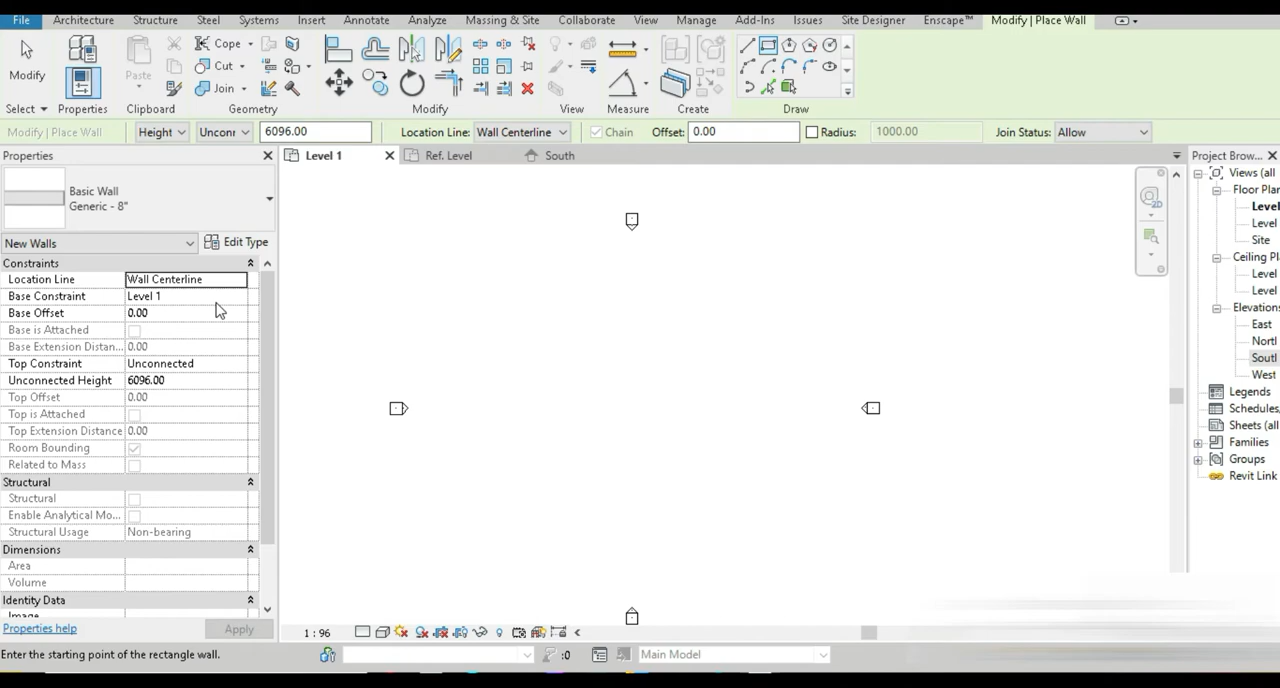 File Architecture Structure Steel Systems Insert Annotate Analyze Massing & Site Collaborate View Manage Add-Ins Issues Site Designer Enscape™ Modify | Place Wall
Modify Paste Cope Cut Join
Select Properties Clipboard Geometry Modify View Measure Create Draw
Modify | Place Wall Height Unconr 6096.00 Location Line: Wall Centerline Chain Offset: 0.00 Radius: 1000.00 Join Status: Allow
Properties Level 1 Ref. Level South Project Brow...
Basic Wall
Generic - 8"
New Walls Edit Type
Constraints
Location Line Wall Centerline
Base Constraint Level 1
Base Offset 0.00
Base is Attached
Base Extension Distan... 0.00
Top Constraint Unconnected
Unconnected Height 6096.00
Top Offset 0.00
Top is Attached
Top Extension Distance 0.00
Room Bounding
Related to Mass
Structural
Structural
Enable Analytical Mo...
Structural Usage Non-bearing
Dimensions
Area
Volume
Identity Data
Image
Properties help Apply
2D
Views (all
Floor Plan
Level
Level
Site
Ceiling Pl
Level
Level
Elevations
East
Nortl
Soutl
West
Legends
Schedules,
Sheets (all
Families
Groups
Revit Link
1 : 96
Enter the starting point of the rectangle wall. :0 Main Model